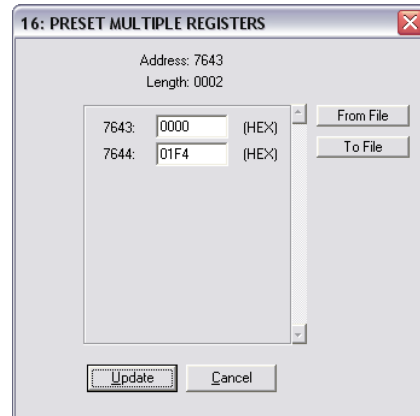 16: PRESET MULTIPLE REGISTERS
Address: 7643
Length: 0002
7643: 0000 (HEX)
7644: 01F4 (HEX)
From File
To File
Update Cancel